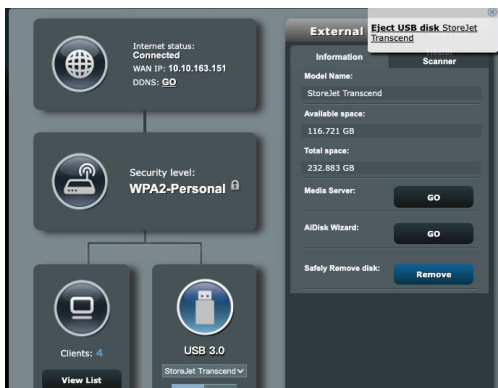 Internet status:
Connected
WAN IP: 10.10.163.151
DDNS: GO
Security level:
WPA2-Personal
Clients: 4
View List
USB 3.0
StoreJet Transcend
External
Eject USB disk StoreJet
Transcend
Information
Scanner
Model Name:
StoreJet Transcend
Available space:
116.721 GB
Total space:
232.883 GB
Media Server:
GO
AiDisk Wizard:
GO
Safely Remove disk:
Remove